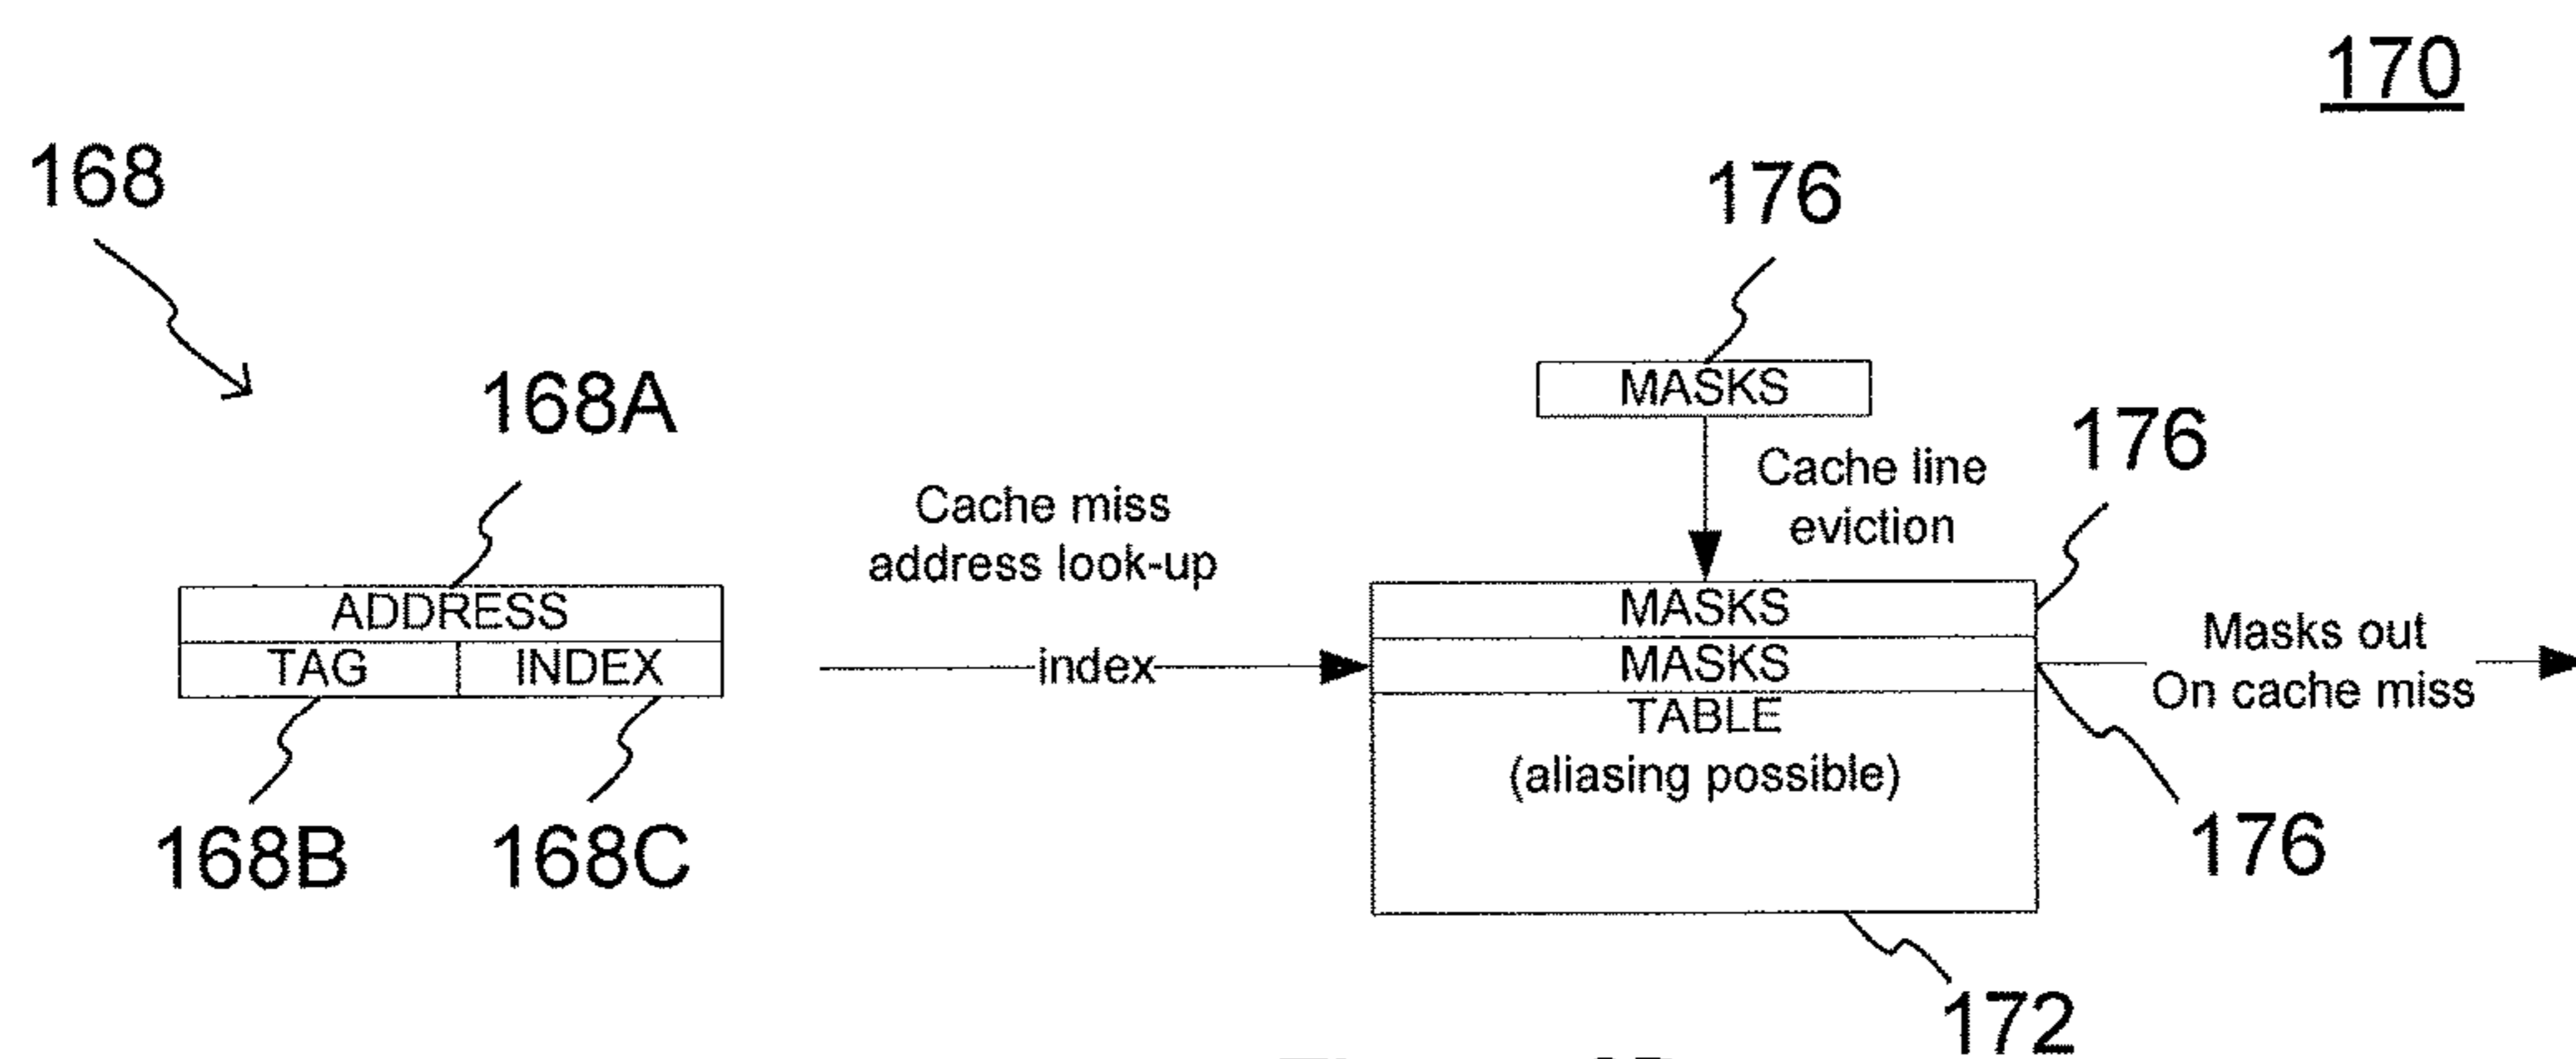 170
168
176
MASKS
168A
176
Cache line
eviction
Cache miss
address look-up
ADDRESS
MASKS
TAG INDEX
index
MASKS
Masks out
On cache miss
TABLE
(aliasing possible)
168B
168C
176
172